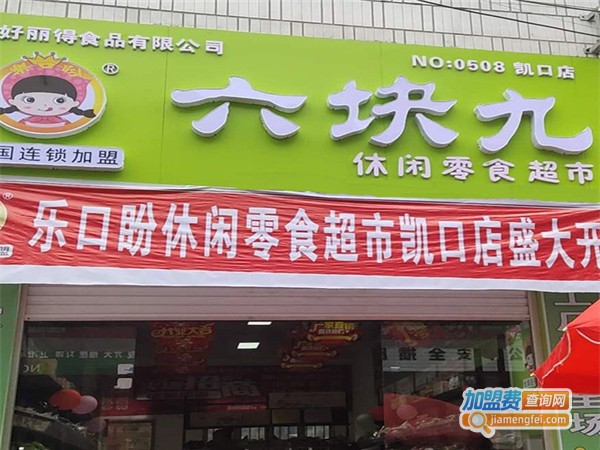 好丽得食品有限公司
NO:0508 凯口店
®
六块九
国连锁加盟
休闲零食超市
®
乐口盼休闲零食超市凯口店盛大开
盟
场
加盟费查询网
jiamengfei.com